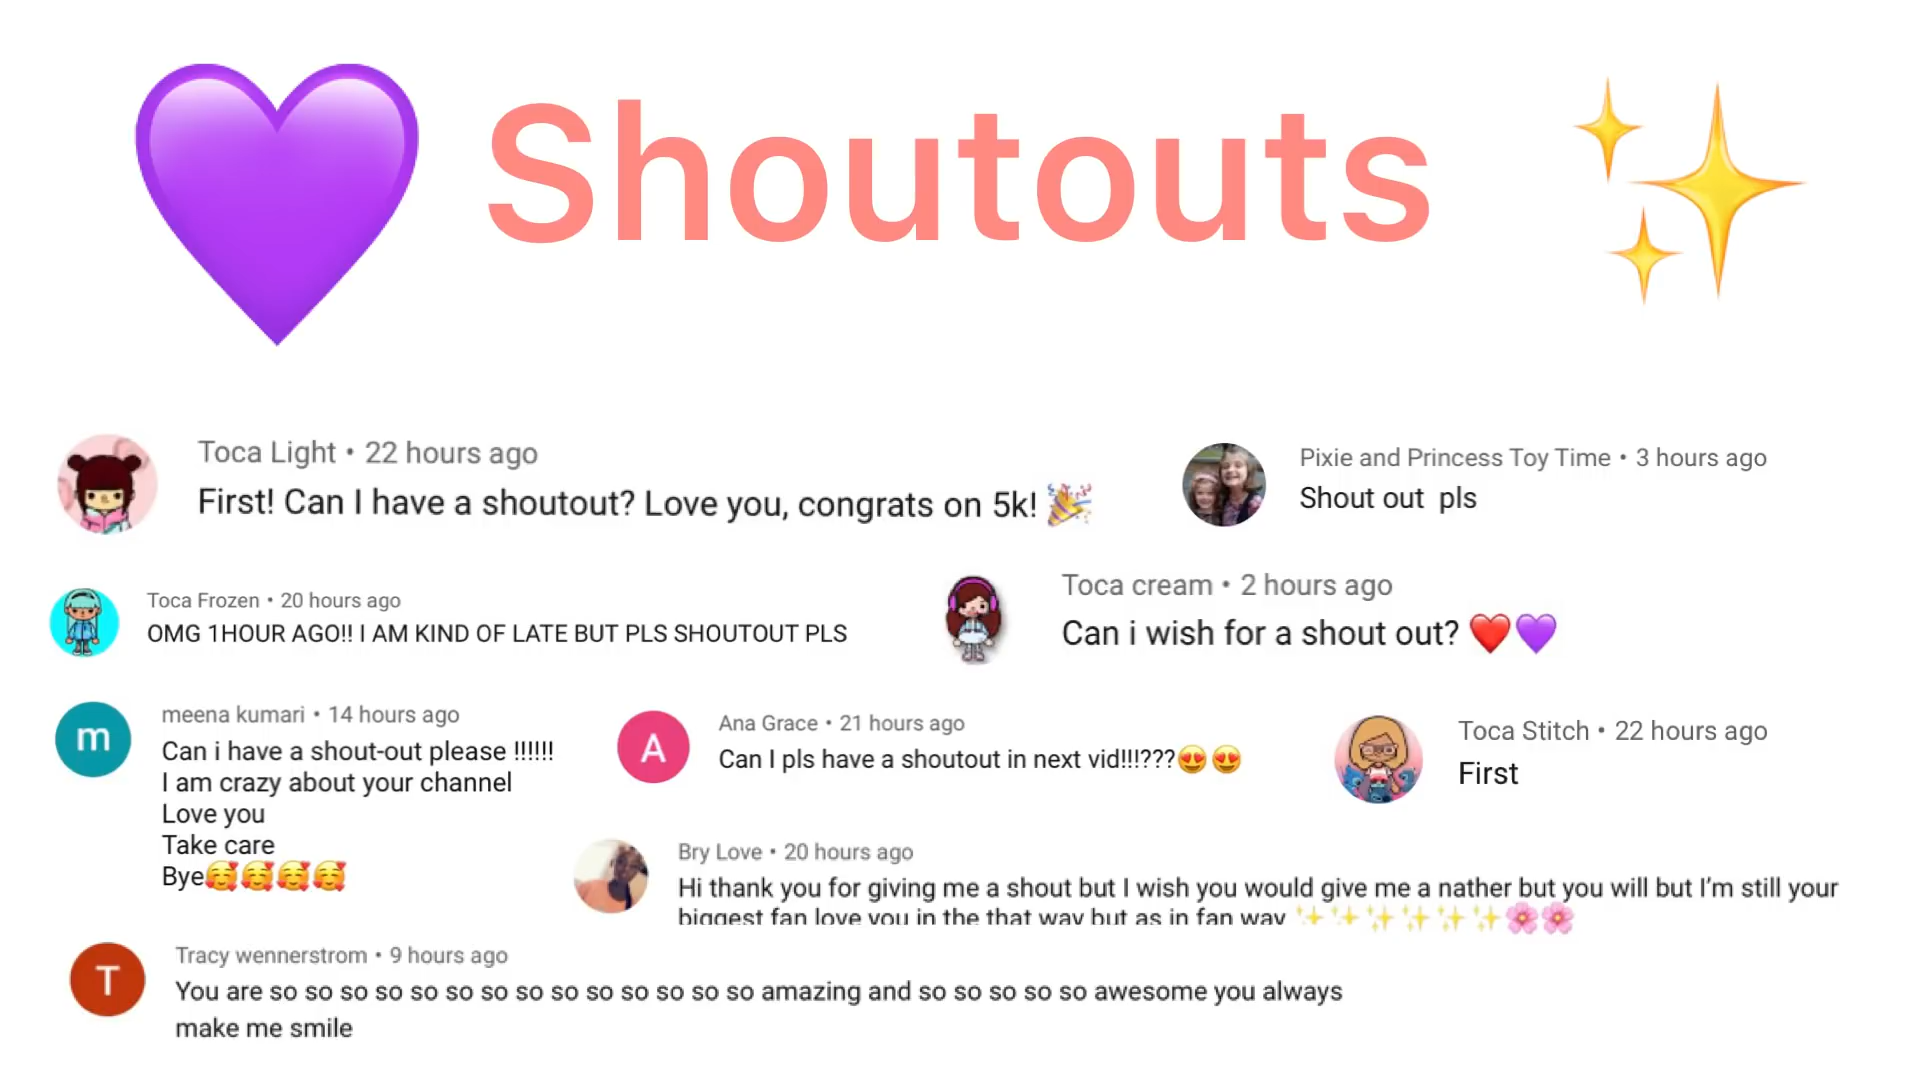 Shoutouts
Toca Light • 22 hours ago
First! Can I have a shoutout? Love you, congrats on 5k! 🎉
Pixie and Princess Toy Time • 3 hours ago
Shout out pls
Toca Frozen • 20 hours ago
OMG 1HOUR AGO!! I AM KIND OF LATE BUT PLS SHOUTOUT PLS
Toca cream • 2 hours ago
Can i wish for a shout out? ❤️💜
m
meena kumari • 14 hours ago
Can i have a shout-out please !!!!!!
I am crazy about your channel
Love you
Take care
Bye🥰🥰🥰🥰
A
Ana Grace • 21 hours ago
Can I pls have a shoutout in next vid!!!???😍😍
Toca Stitch • 22 hours ago
First
Bry Love • 20 hours ago
Hi thank you for giving me a shout but I wish you would give me a nather but you will but I’m still your
biggest fan love you in the that way but as in fan way ✨✨✨✨✨✨🌸🌸
T
Tracy wennerstrom • 9 hours ago
You are so so so so so so so so so so so so so so amazing and so so so so so awesome you always
make me smile